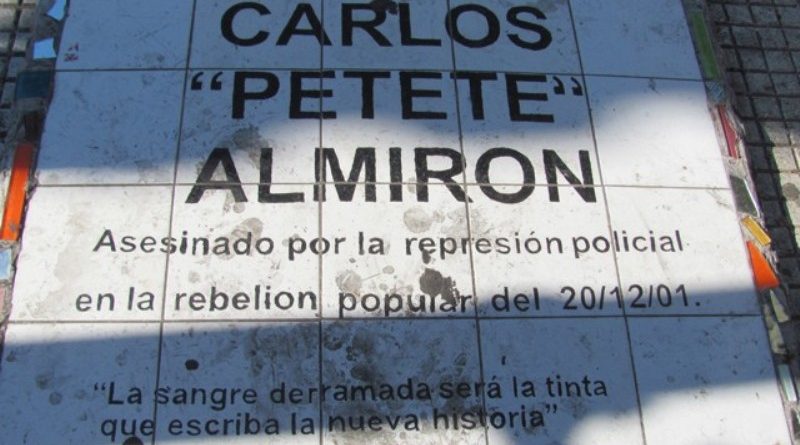 CARLOS
"PETETE"
ALMIRON
Asesinado por la represión policial
en la rebelion popular del 20/12/01.
"La sangre derramada será la tinta
que escriba la nueva historia"